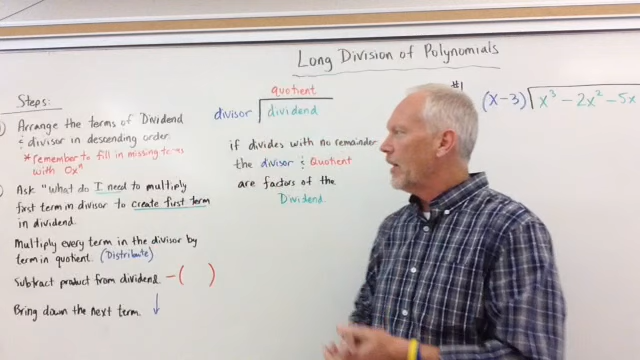 Long Division of Polynomials
Steps:
Arrange the terms of Dividend
& divisor in descending order.
*remember to fill in missing terms
with 0xⁿ
Ask "What do I need to multiply
first term in divisor to create first term
in dividend.
Multiply every term in the divisor by
term in quotient. (Distribute)
Subtract product from dividend. -( )
Bring down the next term. ↓
quotient
divisor dividend
if divides with no remainder
the divisor & Quotient
are factors of the
Dividend.
#1
(x-3) x³ - 2x² - 5x